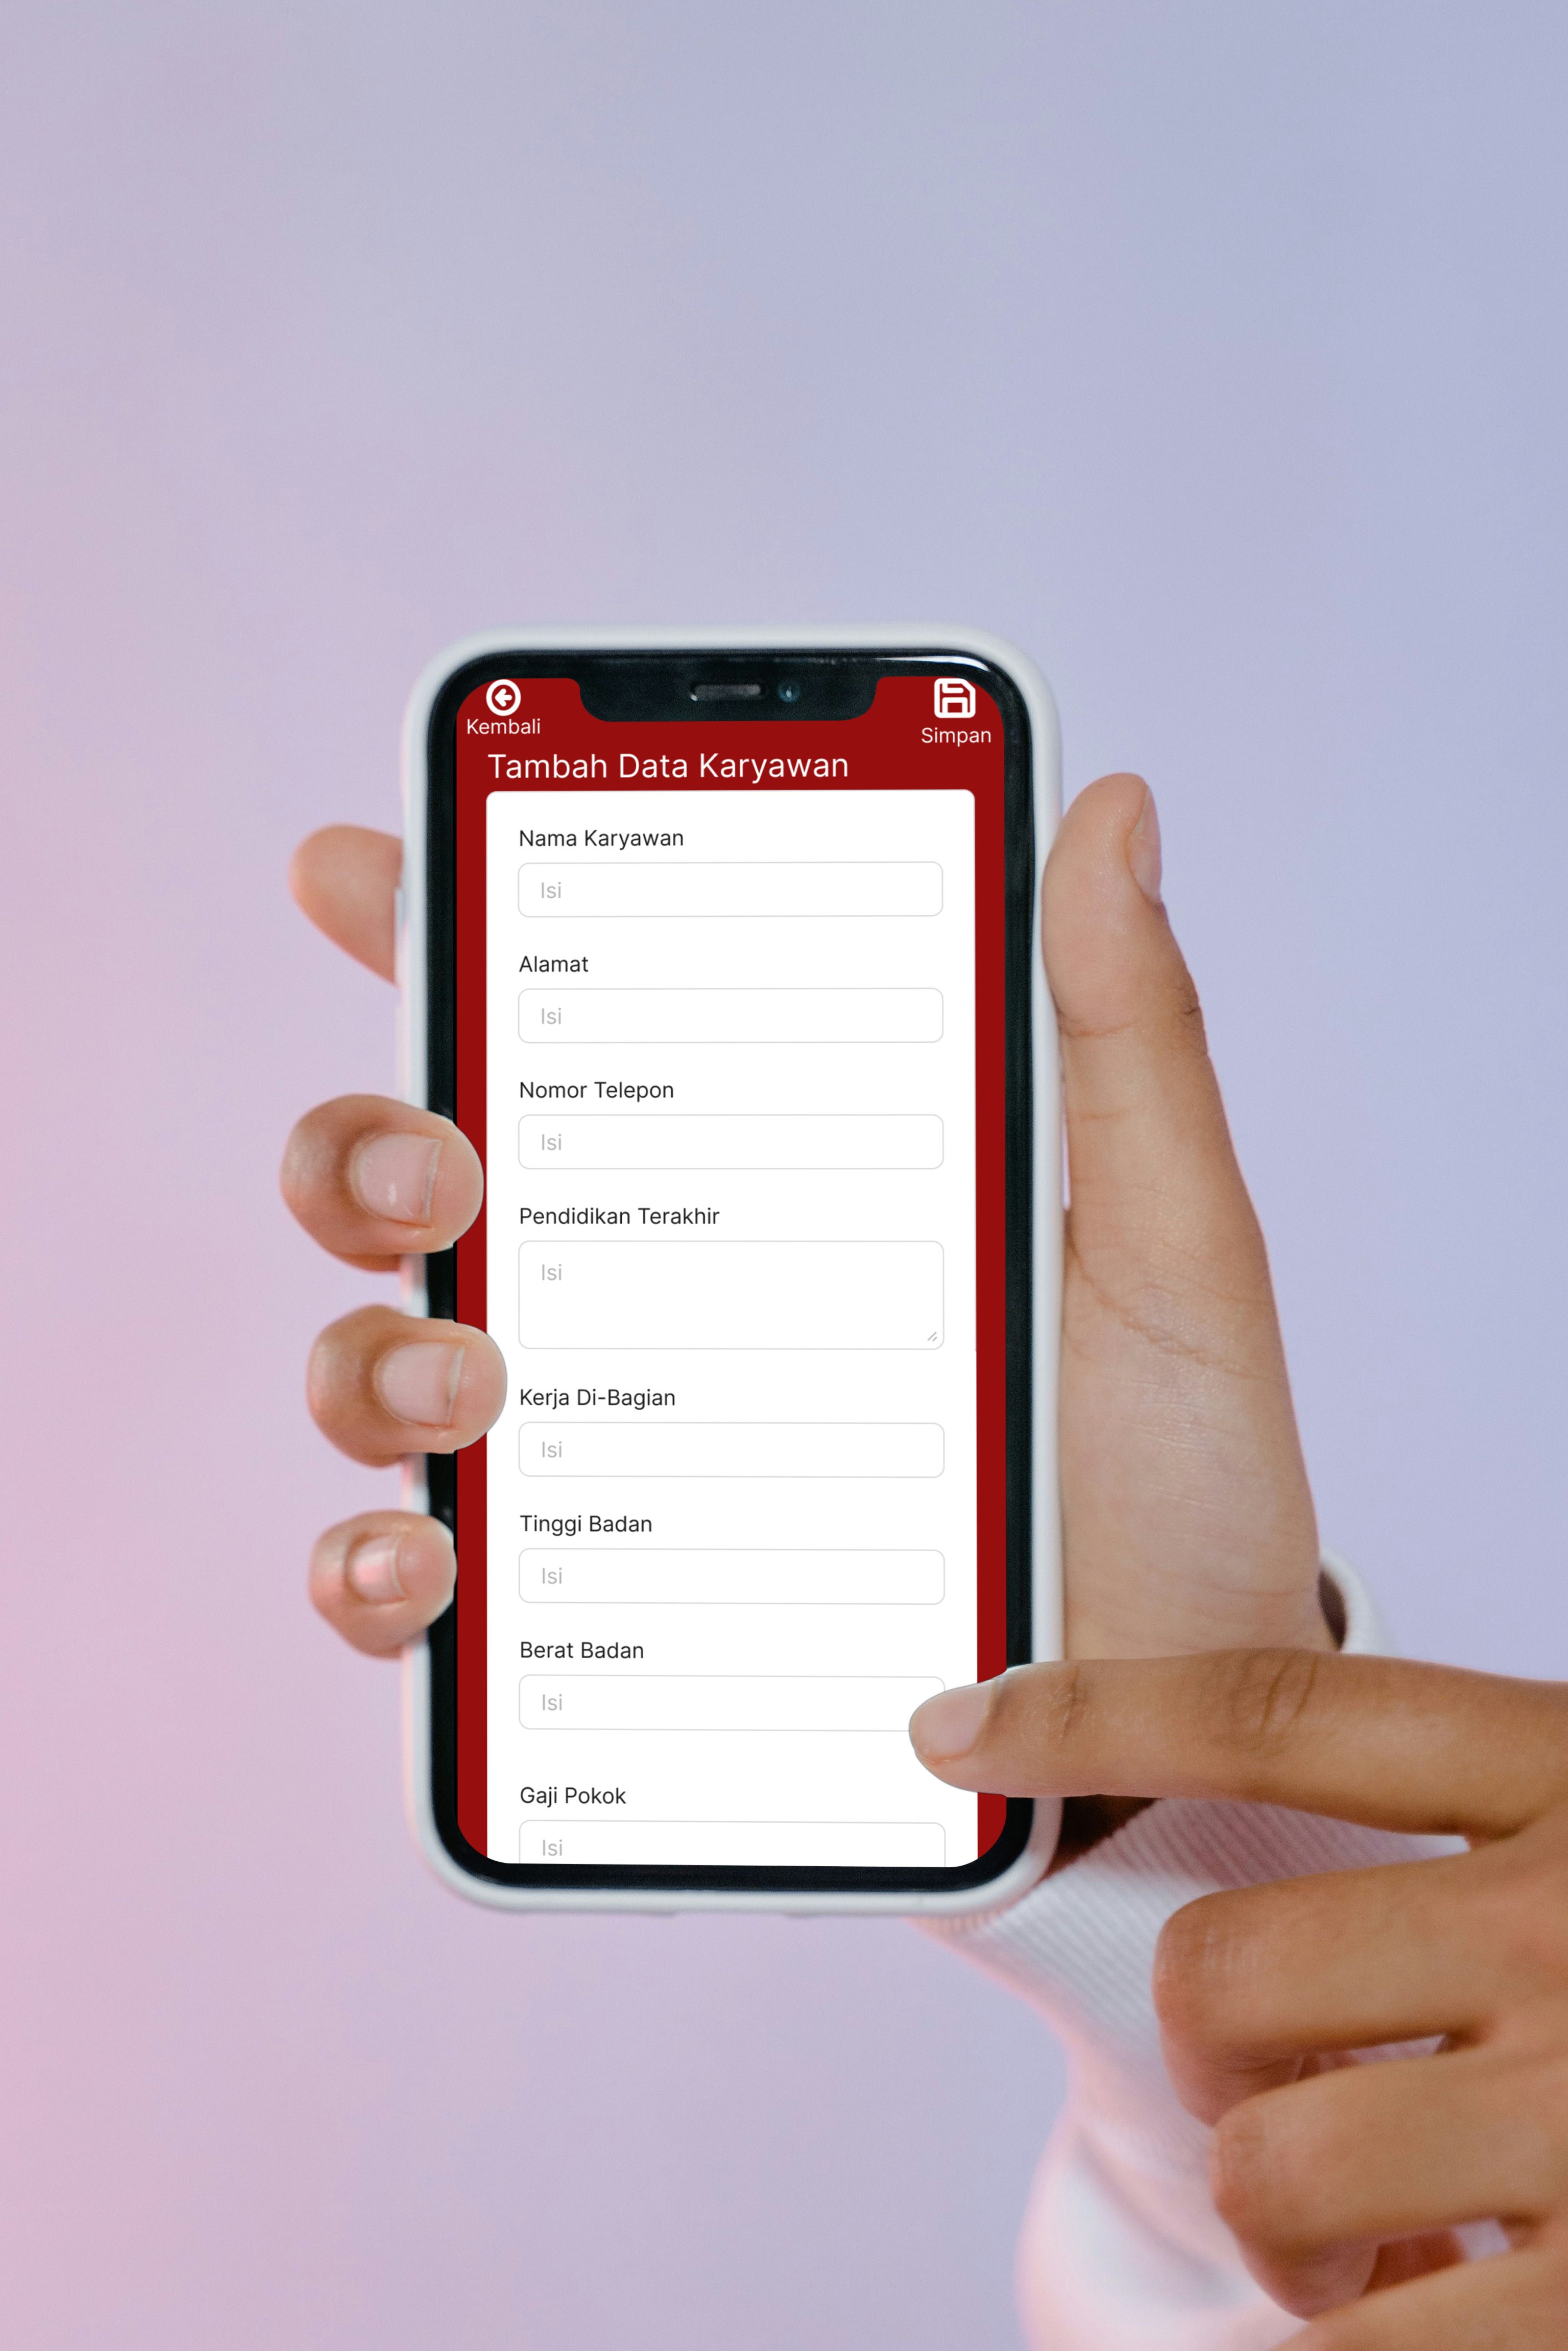 Kembali
Simpan
Tambah Data Karyawan
Nama Karyawan
Isi
Alamat
Isi
Nomor Telepon
Isi
Pendidikan Terakhir
Isi
Kerja Di-Bagian
Isi
Tinggi Badan
Isi
Berat Badan
Isi
Gaji Pokok
Isi